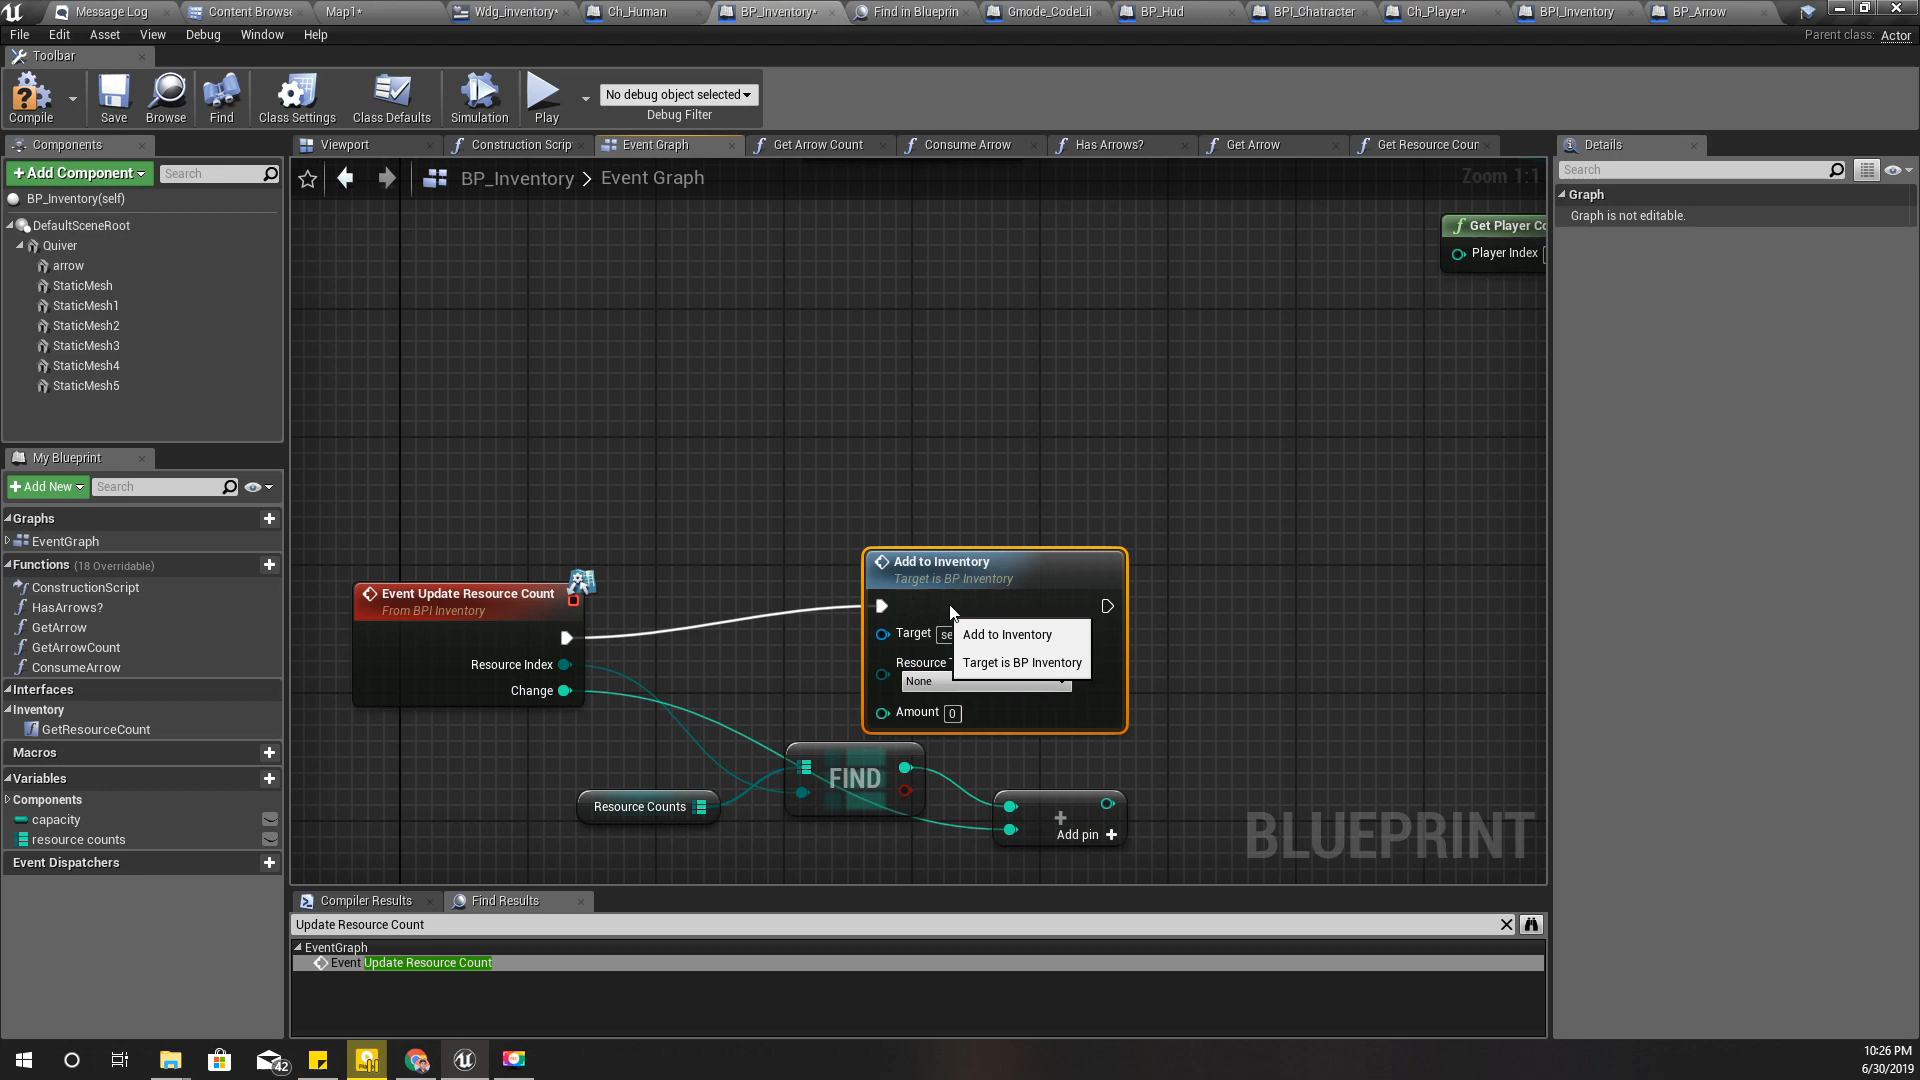 Message Log
Content Browse
Map1*
Wdg_inventory*
Ch_Human
BP_Inventory*
Find in Blueprin
Gmode_CodeLil
BP_Hud
BPI_Chatracter
Ch_Player*
BPI_Inventory
BP_Arrow
File Edit Asset View Debug Window Help
Parent class: Actor
Toolbar
Compile
Save
Browse
Find
Class Settings
Class Defaults
Simulation
Play
No debug object selected
Debug Filter
Components
+ Add Component
Search
BP_Inventory(self)
DefaultSceneRoot
Quiver
arrow
StaticMesh
StaticMesh1
StaticMesh2
StaticMesh3
StaticMesh4
StaticMesh5
My Blueprint
+ Add New
Search
Graphs
EventGraph
Functions (18 Overridable)
ConstructionScript
HasArrows?
GetArrow
GetArrowCount
ConsumeArrow
Interfaces
Inventory
GetResourceCount
Macros
Variables
Components
capacity
resource counts
Event Dispatchers
Viewport
Construction Scrip
Event Graph
Get Arrow Count
Consume Arrow
Has Arrows?
Get Arrow
Get Resource Cour
BP_Inventory > Event Graph
Zoom 1:1
Get Player Co
Player Index
Event Update Resource Count
From BPI Inventory
Resource Index
Change
Add to Inventory
Target is BP Inventory
Target se
Resource
None
Amount 0
Add to Inventory
Target is BP Inventory
Resource Counts
FIND
+
Add pin +
BLUEPRINT
Compiler Results
Find Results
Update Resource Count
EventGraph
Event Update Resource Count
Details
Search
Graph
Graph is not editable.
42
10:26 PM
6/30/2019